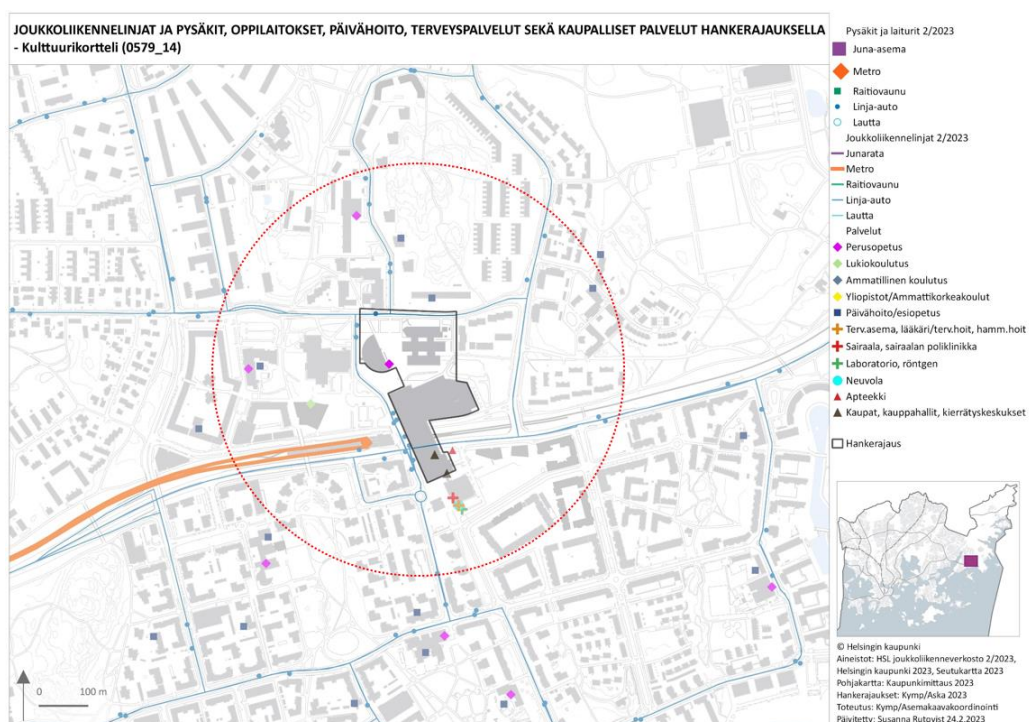 JOUKKOLIIKENNELINJAT JA PYSÄKIT, OPPILAITOKSET, PÄIVÄHOITO, TERVEYSPALVELUT SEKÄ KAUPALLISET PALVELUT HANKERAJAUKSELLA
- Kulttuurikortteli (0579_14)
Pysäkit ja laiturit 2/2023
Juna-asema
Metro
Raitiovaunu
Linja-auto
Lautta
Joukkoliikennelinjat 2/2023
Junarata
Metro
Raitiovaunu
Linja-auto
Lautta
Palvelut
Perusopetus
Lukiokoulutus
Ammatillinen koulutus
Yliopistot/Ammattikorkeakoulut
Päivähoito/esiopetus
Terv.asema, lääkäri/terv.hoit, hamm.hoit
Sairaala, sairaalan poliklinikka
Laboratorio, röntgen
Neuvola
Apteekki
Kaupat, kauppahallit, kierrätyskeskukset
Hankerajaus
0 100 m
© Helsingin kaupunki
Aineistot: HSL joukkoliikenneverkosto 2/2023,
Helsingin kaupunki 2023, Seutukartta 2023
Pohjakartta: Kaupunkimittaus 2023
Hankerajaukset: Kymp/Aska 2023
Toteutus: Kymp/Asemakaavakoordinointi
Päivitetty: Susanna Rutqvist 24.2.2023